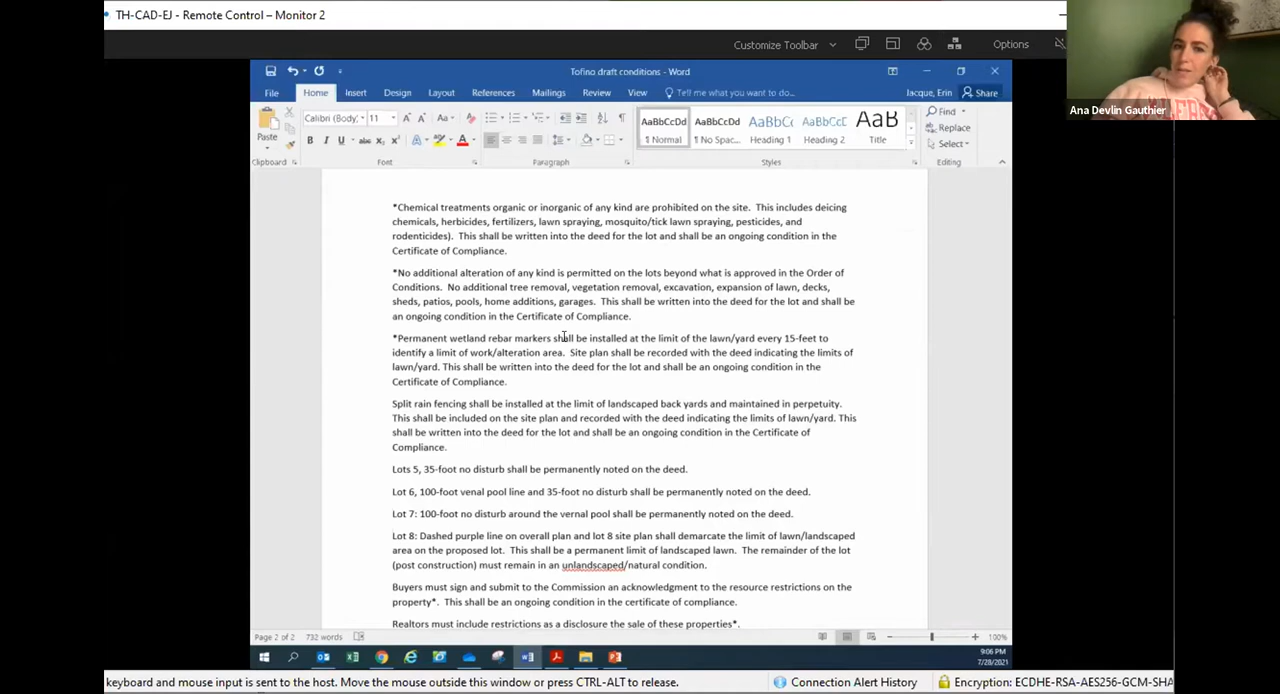 TH-CAD-EJ - Remote Control – Monitor 2
Customize Toolbar
Options
Ana Devlin Gauthier
Tofino draft conditions - Word
File Home Insert Design Layout References Mailings Review View Tell me what you want to do... Jacque, Erin Share
Paste
Calibri (Body) 11
AaBbCcDd AaBbCcDd AaBbCc AaBbCcD AaB
¶ Normal ¶ No Spac... Heading 1 Heading 2 Title
Find
Replace
Select
Clipboard Font Paragraph Styles Editing
*Chemical treatments organic or inorganic of any kind are prohibited on the site. This includes deicing
chemicals, herbicides, fertilizers, lawn spraying, mosquito/tick lawn spraying, pesticides, and
rodenticides). This shall be written into the deed for the lot and shall be an ongoing condition in the
Certificate of Compliance.
*No additional alteration of any kind is permitted on the lots beyond what is approved in the Order of
Conditions. No additional tree removal, vegetation removal, excavation, expansion of lawn, decks,
sheds, patios, pools, home additions, garages. This shall be written into the deed for the lot and shall be
an ongoing condition in the Certificate of Compliance.
*Permanent wetland rebar markers shall be installed at the limit of the lawn/yard every 15-feet to
identify a limit of work/alteration area. Site plan shall be recorded with the deed indicating the limits of
lawn/yard. This shall be written into the deed for the lot and shall be an ongoing condition in the
Certificate of Compliance.
Split rain fencing shall be installed at the limit of landscaped back yards and maintained in perpetuity.
This shall be included on the site plan and recorded with the deed indicating the limits of lawn/yard. This
shall be written into the deed for the lot and shall be an ongoing condition in the Certificate of
Compliance.
Lots 5, 35-foot no disturb shall be permanently noted on the deed.
Lot 6, 100-foot venal pool line and 35-foot no disturb shall be permanently noted on the deed.
Lot 7: 100-foot no disturb around the vernal pool shall be permanently noted on the deed.
Lot 8: Dashed purple line on overall plan and lot 8 site plan shall demarcate the limit of lawn/landscaped
area on the proposed lot. This shall be a permanent limit of landscaped lawn. The remainder of the lot
(post construction) must remain in an unlandscaped/natural condition.
Buyers must sign and submit to the Commission an acknowledgment to the resource restrictions on the
property*. This shall be an ongoing condition in the certificate of compliance.
Realtors must include restrictions as a disclosure the sale of these properties*.
Page 2 of 2 732 words 100%
9:06 PM
7/28/2021
keyboard and mouse input is sent to the host. Move the mouse outside this window or press CTRL-ALT to release. Connection Alert History Encryption: ECDHE-RSA-AES256-GCM-SHA